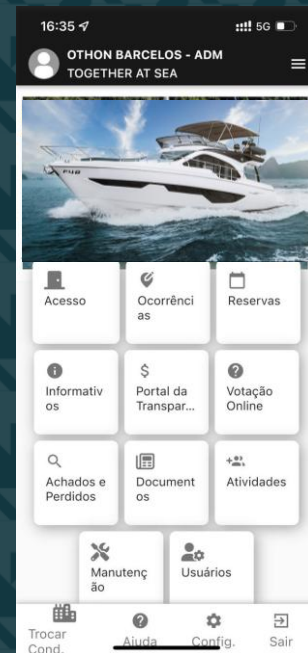 16:35 5G
OTHON BARCELOS - ADM
TOGETHER AT SEA
Acesso
Ocorrênci
as
Reservas
Informativ
os
Portal da
Transpar...
Votação
Online
Achados e
Perdidos
Document
os
Atividades
Manutenç
ão
Usuários
Trocar
Cond.
Ajuda
Config.
Sair